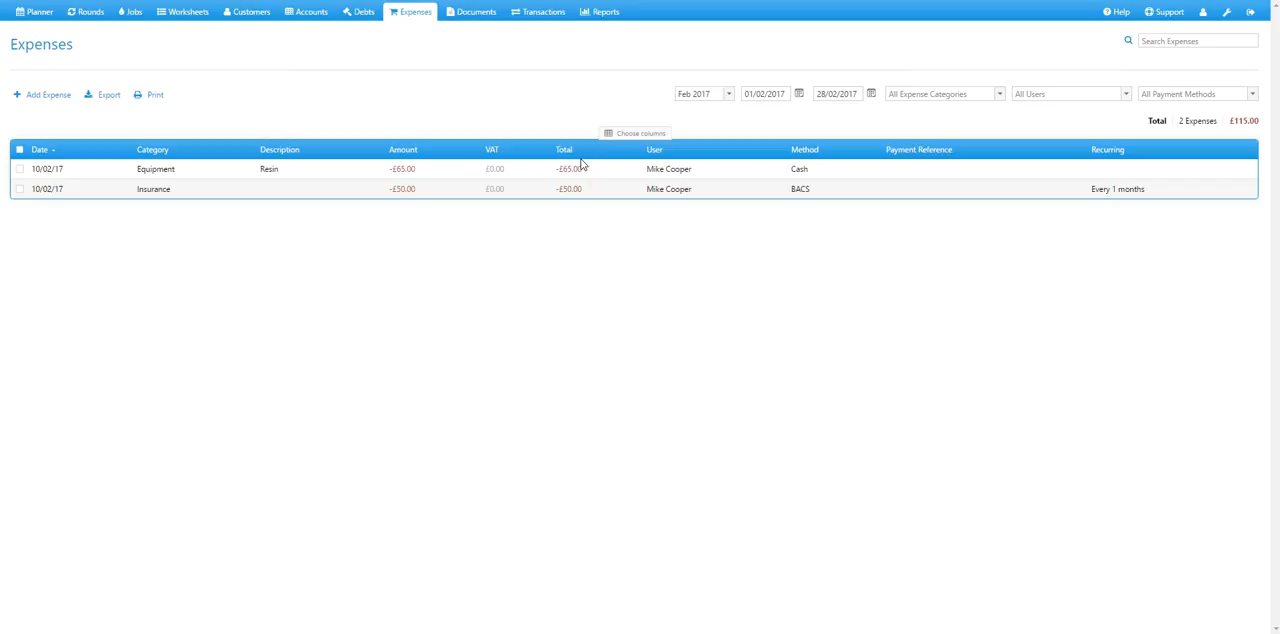 Planner Rounds Jobs Worksheets Customers Accounts Debts Expenses Documents Transactions Reports Help Support
Expenses
Search Expenses
Add Expense Export Print Feb 2017 01/02/2017 28/02/2017 All Expense Categories All Users All Payment Methods
Total 2 Expenses £115.00
Choose columns
Date Category Description Amount VAT Total User Method Payment Reference Recurring
10/02/17 Equipment Resin -£65.00 £0.00 -£65.00 Mike Cooper Cash
10/02/17 Insurance -£50.00 £0.00 -£50.00 Mike Cooper BACS Every 1 months